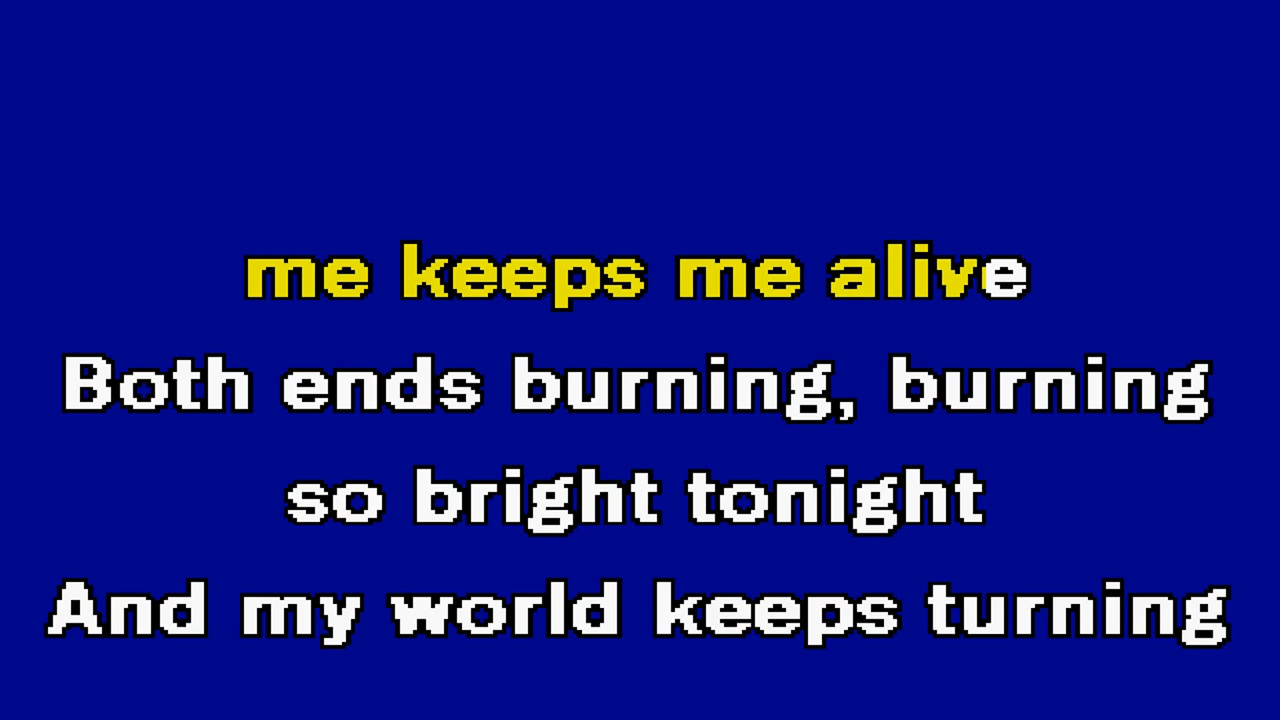 me keeps me alive
Both ends burning, burning
so bright tonight
And my world keeps turning